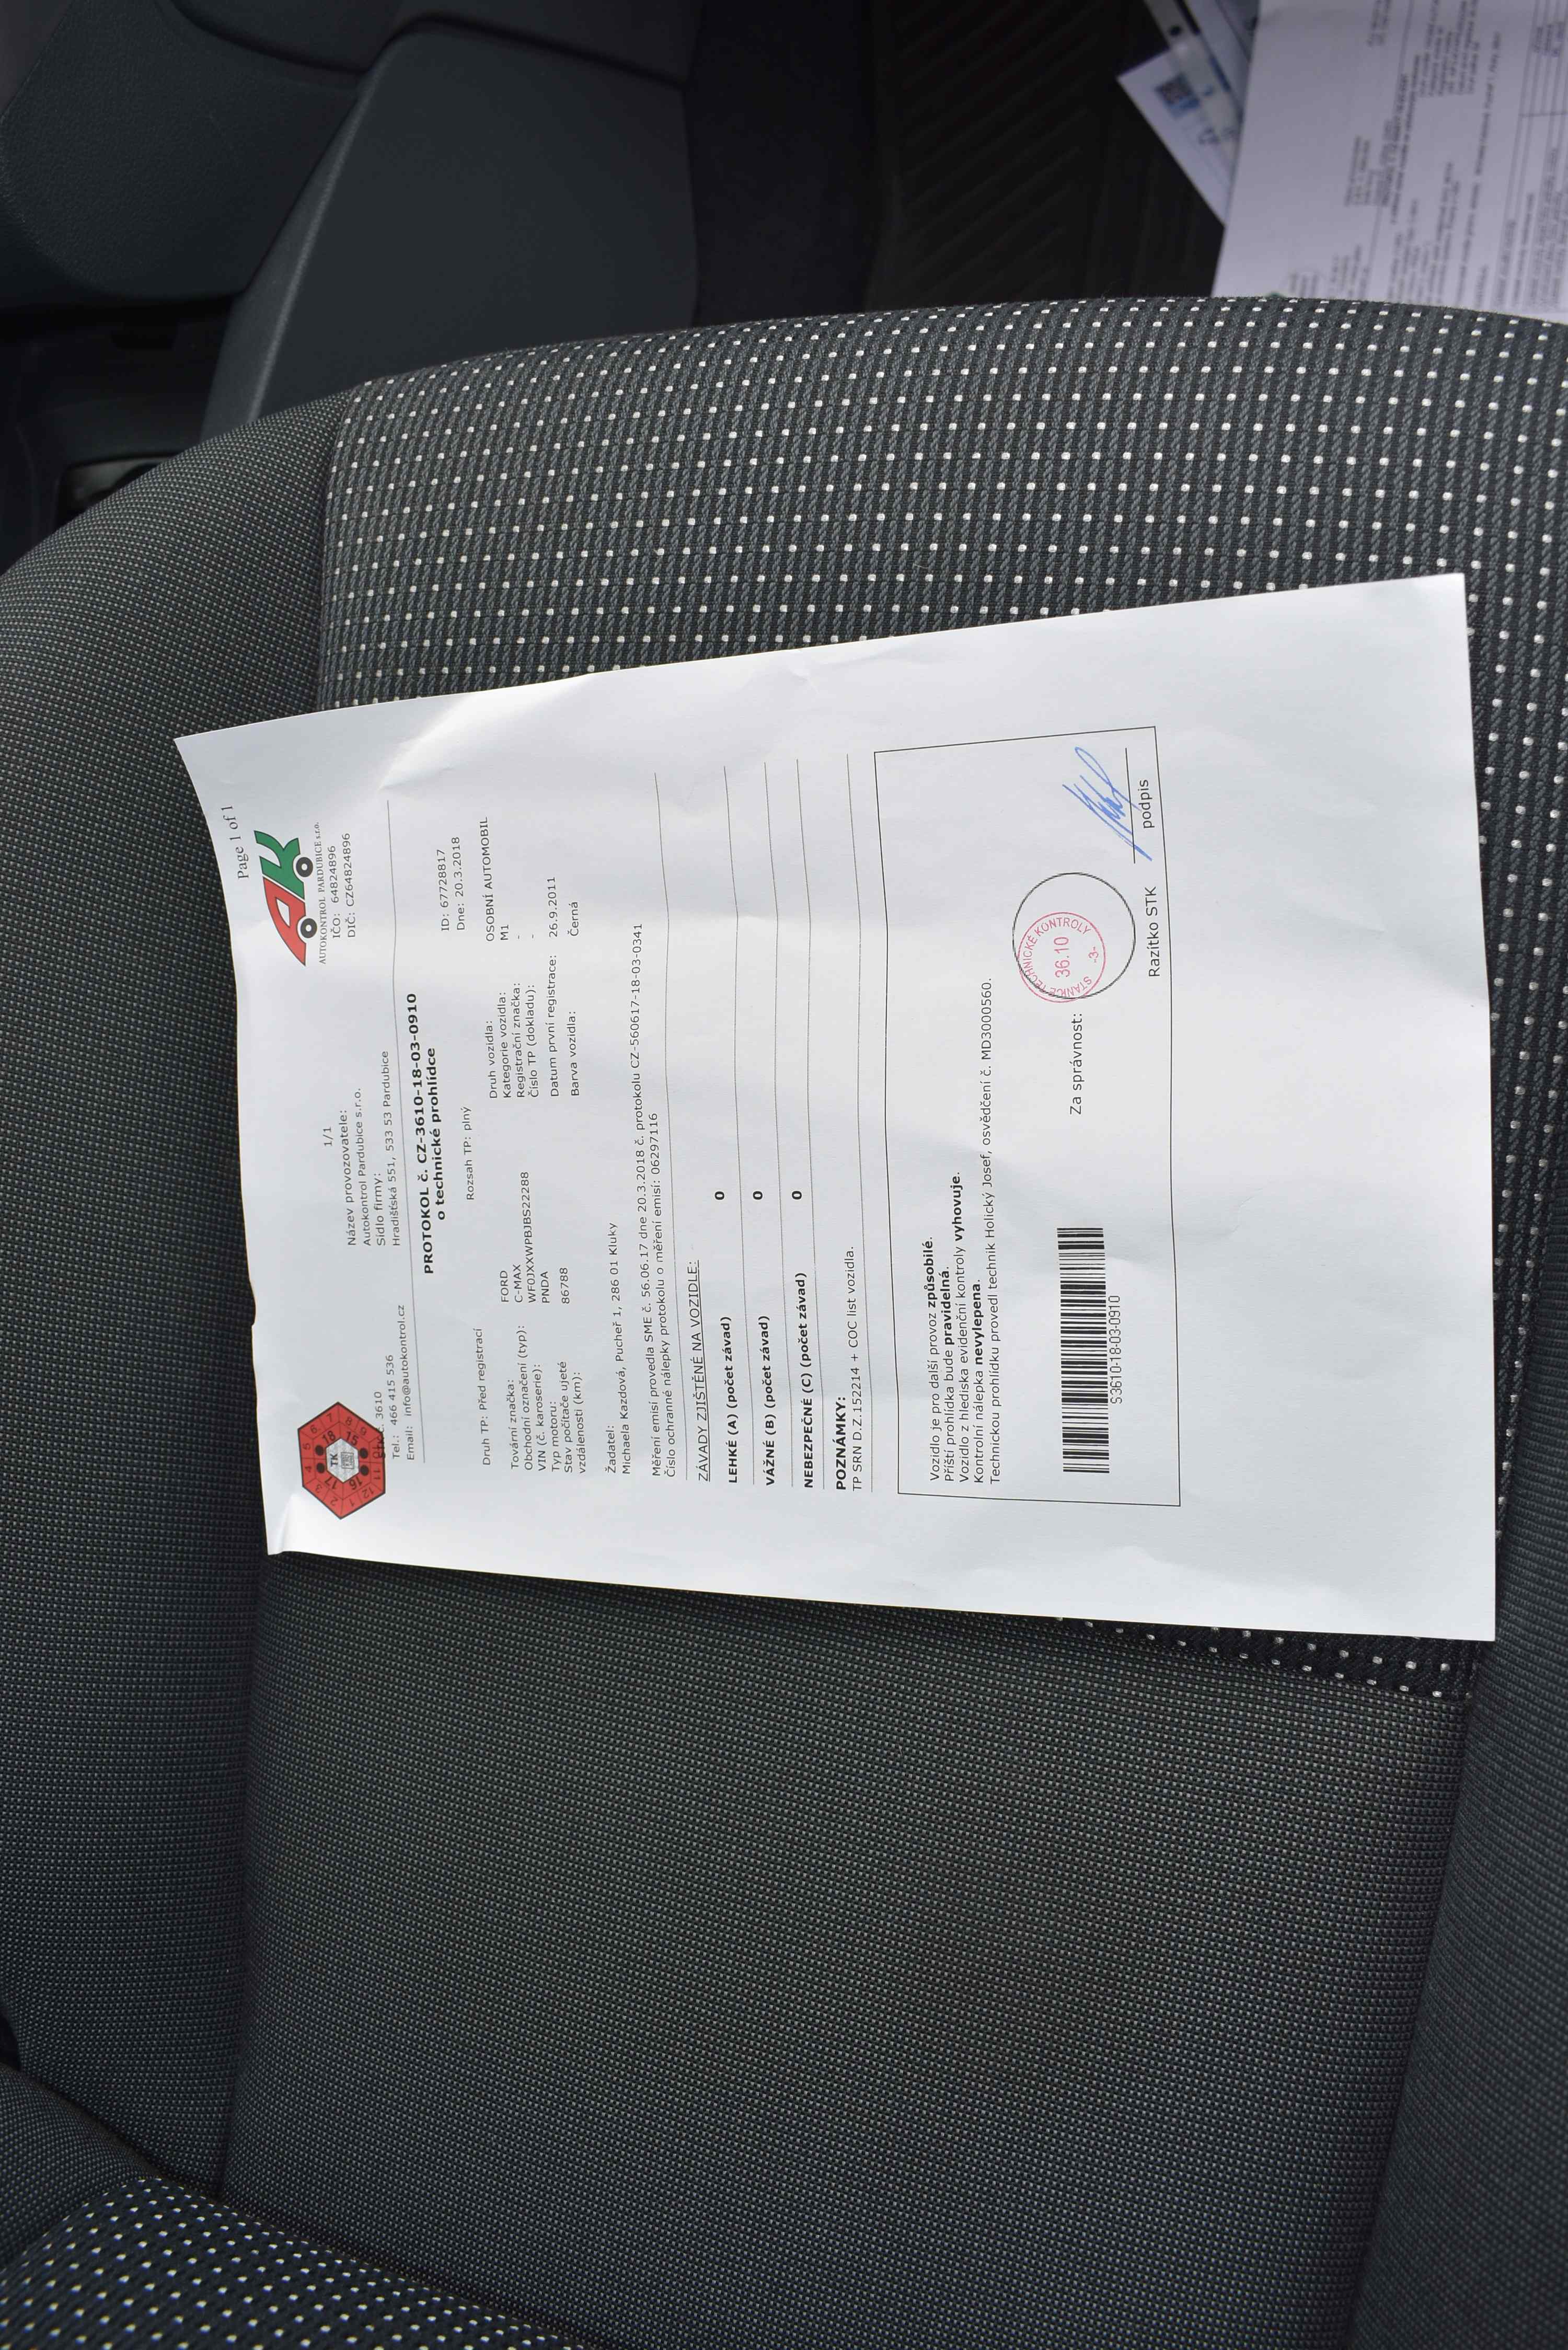 Page 1 of 1
AK
AUTOKONTROL PARDUBICE s.r.o.
IČO: 64824896
DIČ: CZ64824896
1/1
Název provozovatele:
Autokontrol Pardubice s.r.o.
Sídlo firmy:
Hradišťská 551, 533 53 Pardubice
TK
3610
Tel.: 466 415 536
Email: info@autokontrol.cz
PROTOKOL č. CZ-3610-18-03-0910
o technické prohlídce
ID: 67728817
Dne: 20.3.2018
Druh TP: Před registrací
Rozsah TP: plný
Tovární značka: FORD
Obchodní označení (typ): C-MAX
VIN (č. karoserie): WF0JXXWPBJBS22288
Typ motoru: PNDA
Stav počítače ujeté
vzdálenosti (km): 86788
Druh vozidla: OSOBNÍ AUTOMOBIL
Kategorie vozidla: M1
Registrační značka: -
Číslo TP (dokladu): -
Datum první registrace: 26.9.2011
Barva vozidla: Černá
Žadatel:
Michaela Kazdová, Pucheř 1, 286 01 Kluky
Měření emisí provedla SME č. 56.06.17 dne 20.3.2018 č. protokolu CZ-560617-18-03-0341
Číslo ochranné nálepky protokolu o měření emisí: 06297116
ZÁVADY ZJIŠTĚNÉ NA VOZIDLE:
LEHKÉ (A) (počet závad) 0
VÁŽNÉ (B) (počet závad) 0
NEBEZPEČNÉ (C) (počet závad) 0
POZNÁMKY:
TP SRN D.Z.152214 + COC list vozidla.
Vozidlo je pro další provoz způsobilé.
Příští prohlídka bude pravidelná.
Vozidlo z hlediska evidenční kontroly vyhovuje.
Kontrolní nálepka nevylepena.
Technickou prohlídku provedl technik Holický Josef, osvědčení č. MD3000560.
S3610-18-03-0910
Za správnost:
STANICE TECHNICKÉ KONTROLY
36.10
-3-
Razítko STK
podpis